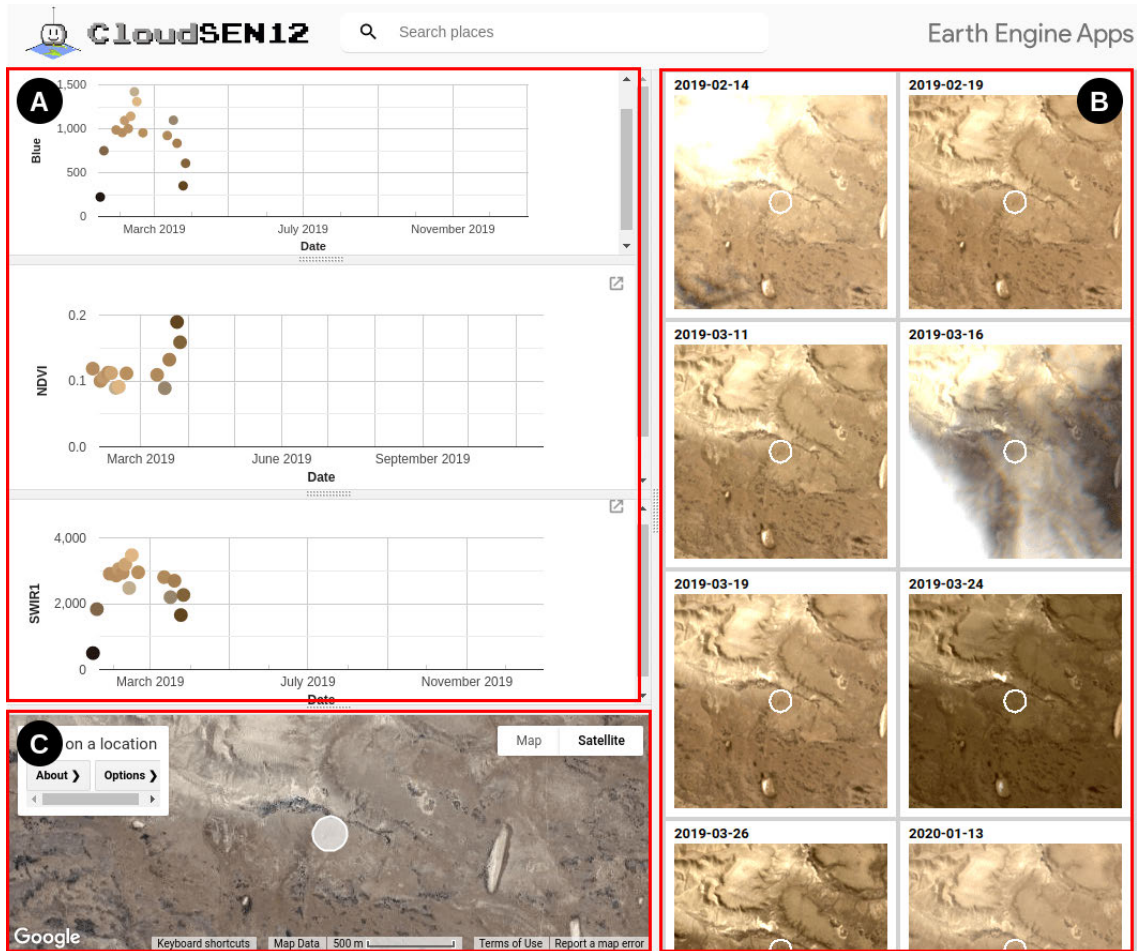 CloudSEN12
Search places
Earth Engine Apps
A
1,500
1,000
500
0
Blue
March 2019
July 2019
November 2019
Date
0.2
0.1
0.0
NDVI
March 2019
June 2019
September 2019
Date
4,000
2,000
0
SWIR1
March 2019
July 2019
November 2019
Date
C
on a location
About ❯
Options ❯
Map
Satellite
Google
Keyboard shortcuts
Map Data
500 m
Terms of Use
Report a map error
B
2019-02-14
2019-02-19
2019-03-11
2019-03-16
2019-03-19
2019-03-24
2019-03-26
2020-01-13